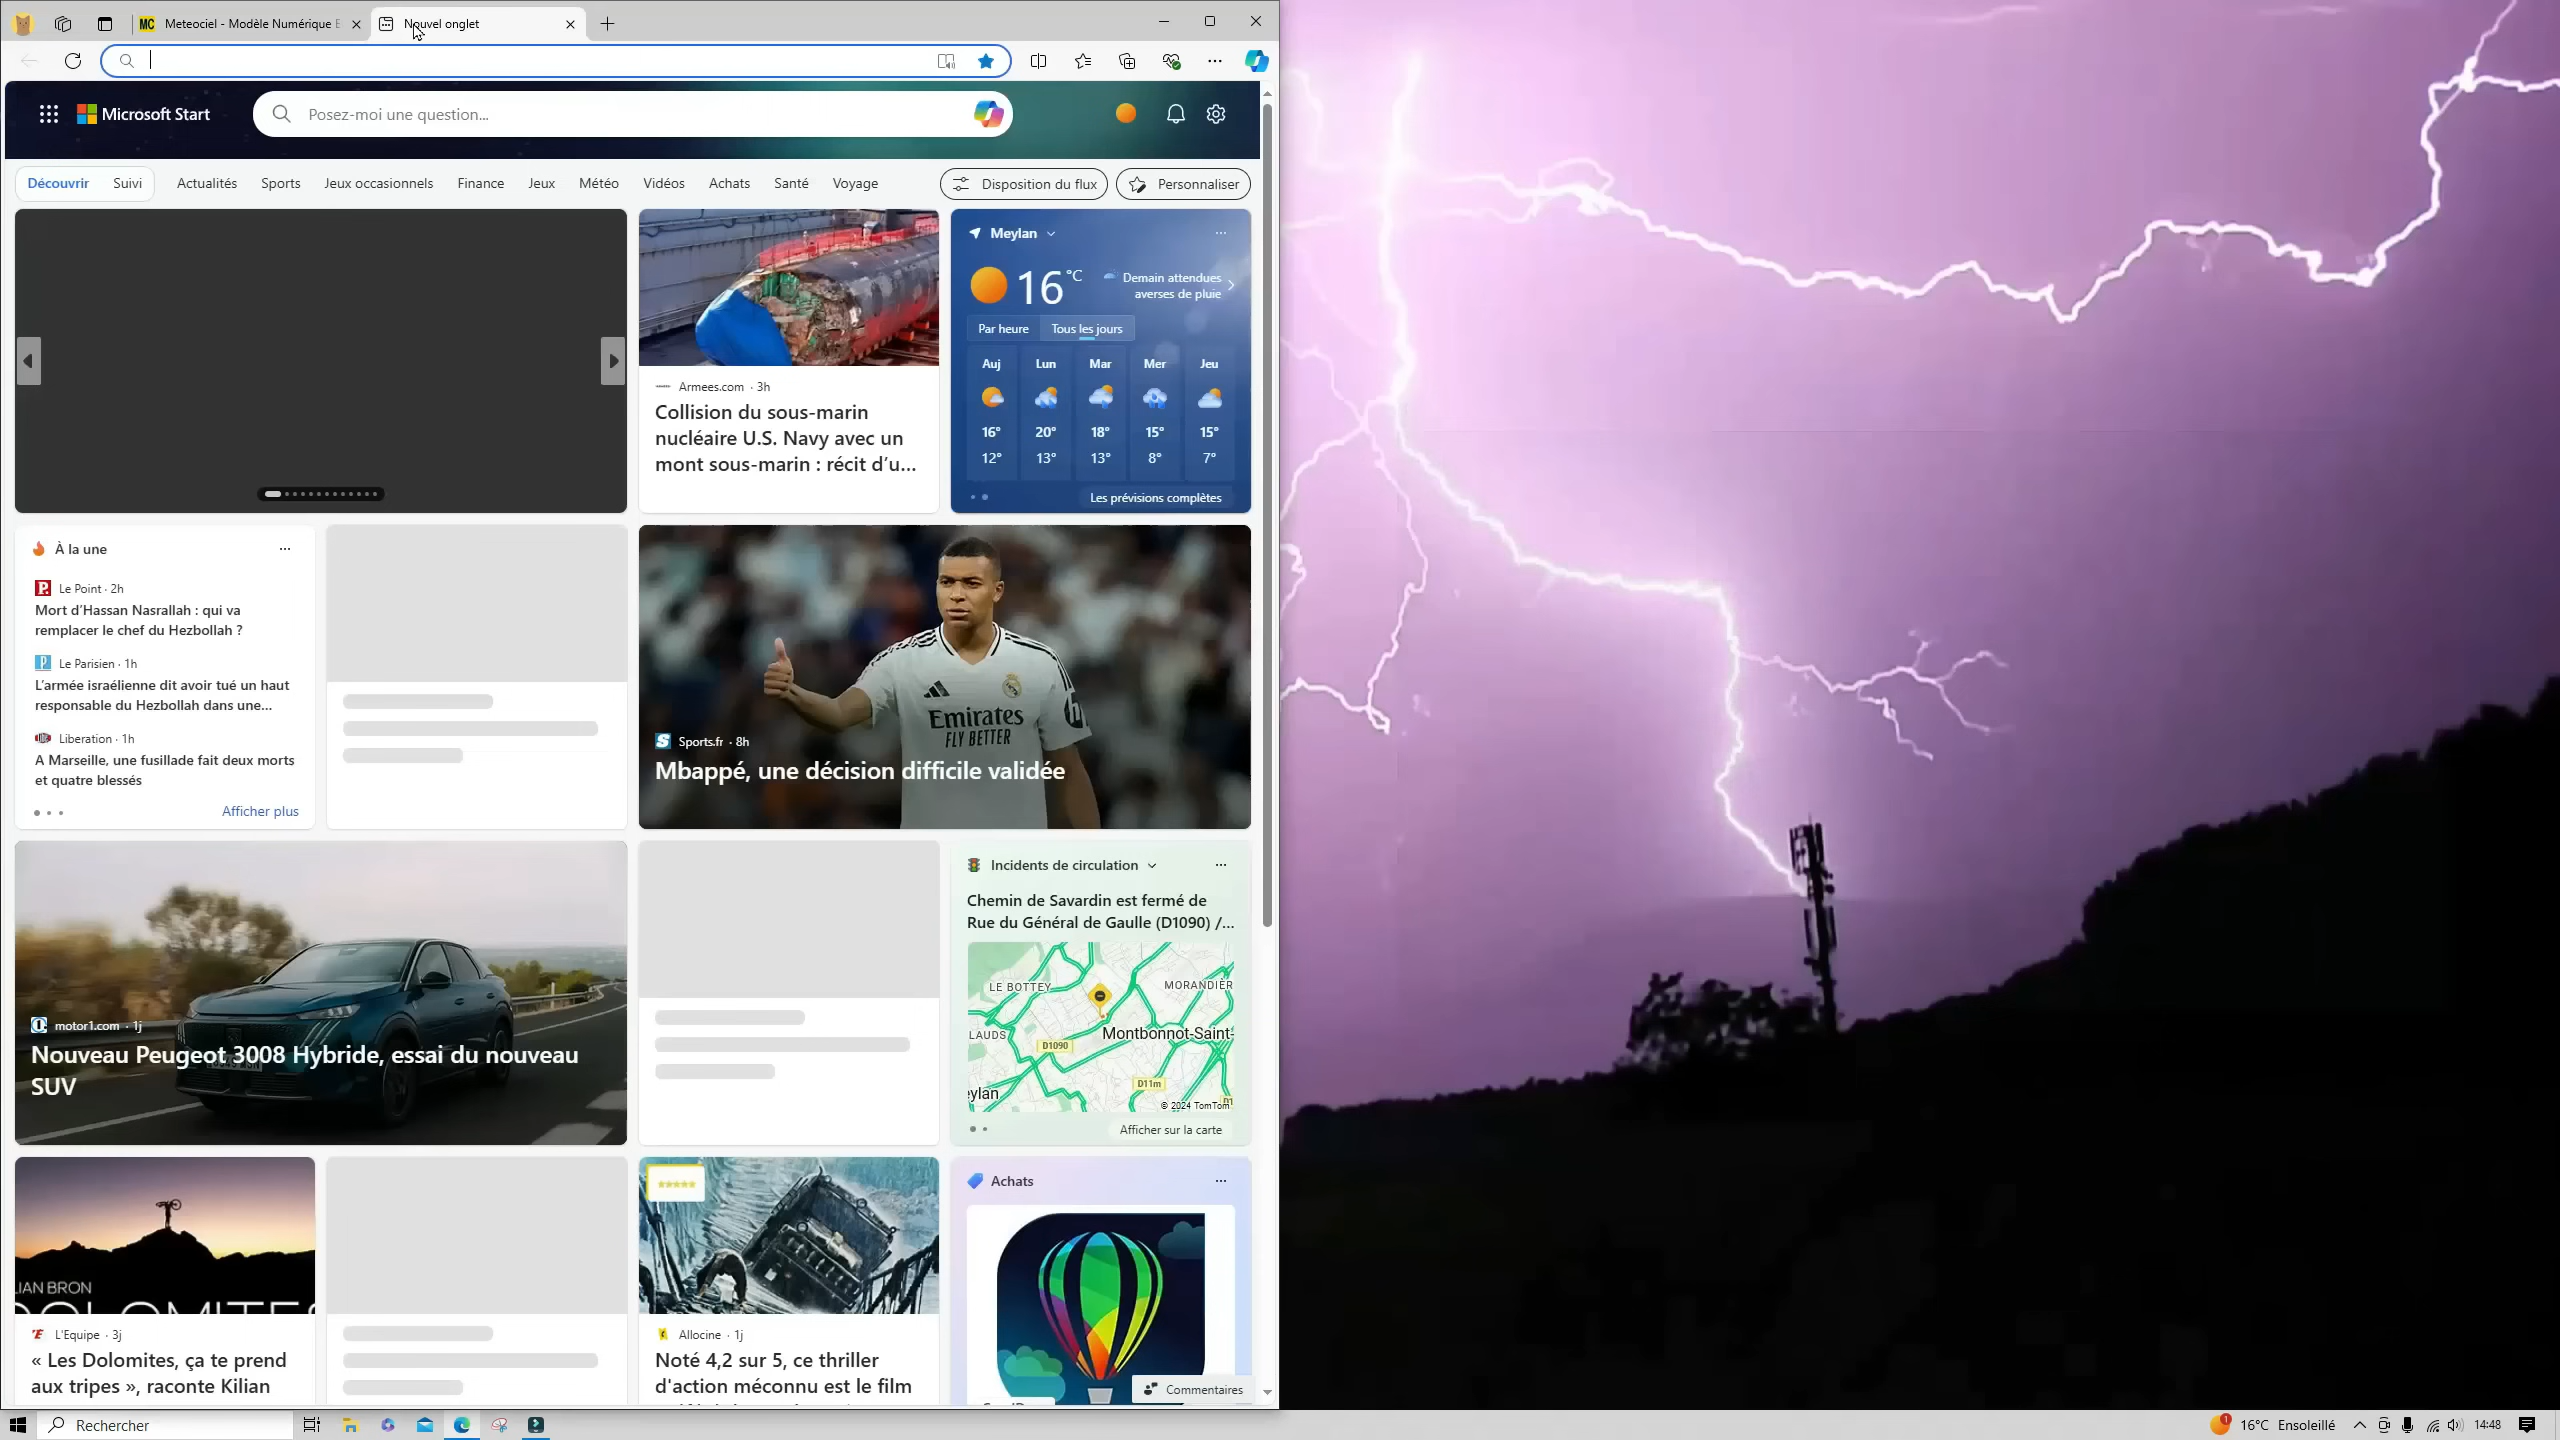 Meteociel - Modèle Numérique E
Nouvel onglet
Microsoft Start
Posez-moi une question...
Découvrir
Suivi
Actualités
Sports
Jeux occasionnels
Finance
Jeux
Météo
Vidéos
Achats
Santé
Voyage
Disposition du flux
Personnaliser
Armees.com · 3h
Collision du sous-marin
nucléaire U.S. Navy avec un
mont sous-marin : récit d'u...
Meylan
16 °C
Demain attendues
averses de pluie
Par heure
Tous les jours
Auj Lun Mar Mer Jeu
16° 20° 18° 15° 15°
12° 13° 13° 8° 7°
Les prévisions complètes
À la une
Le Point · 2h
Mort d'Hassan Nasrallah : qui va
remplacer le chef du Hezbollah ?
Le Parisien · 1h
L'armée israélienne dit avoir tué un haut
responsable du Hezbollah dans une...
Liberation · 1h
A Marseille, une fusillade fait deux morts
et quatre blessés
Afficher plus
Emirates
FLY BETTER
Sports.fr · 8h
Mbappé, une décision difficile validée
motor1.com · 1j
Nouveau Peugeot 3008 Hybride, essai du nouveau
SUV
Incidents de circulation
Chemin de Savardin est fermé de
Rue du Général de Gaulle (D1090) /...
LE BOTTEY
MORANDIER
LAUDS
Montbonnot-Saint-
D1090
D11m
eylan
D1
© 2024 TomTom
Afficher sur la carte
LIAN BRON
DOLOMITES
L'Equipe · 3j
« Les Dolomites, ça te prend
aux tripes », raconte Kilian
Allocine · 1j
Noté 4,2 sur 5, ce thriller
d'action méconnu est le film
Achats
Commentaires
Rechercher
16°C Ensoleillé
14:48